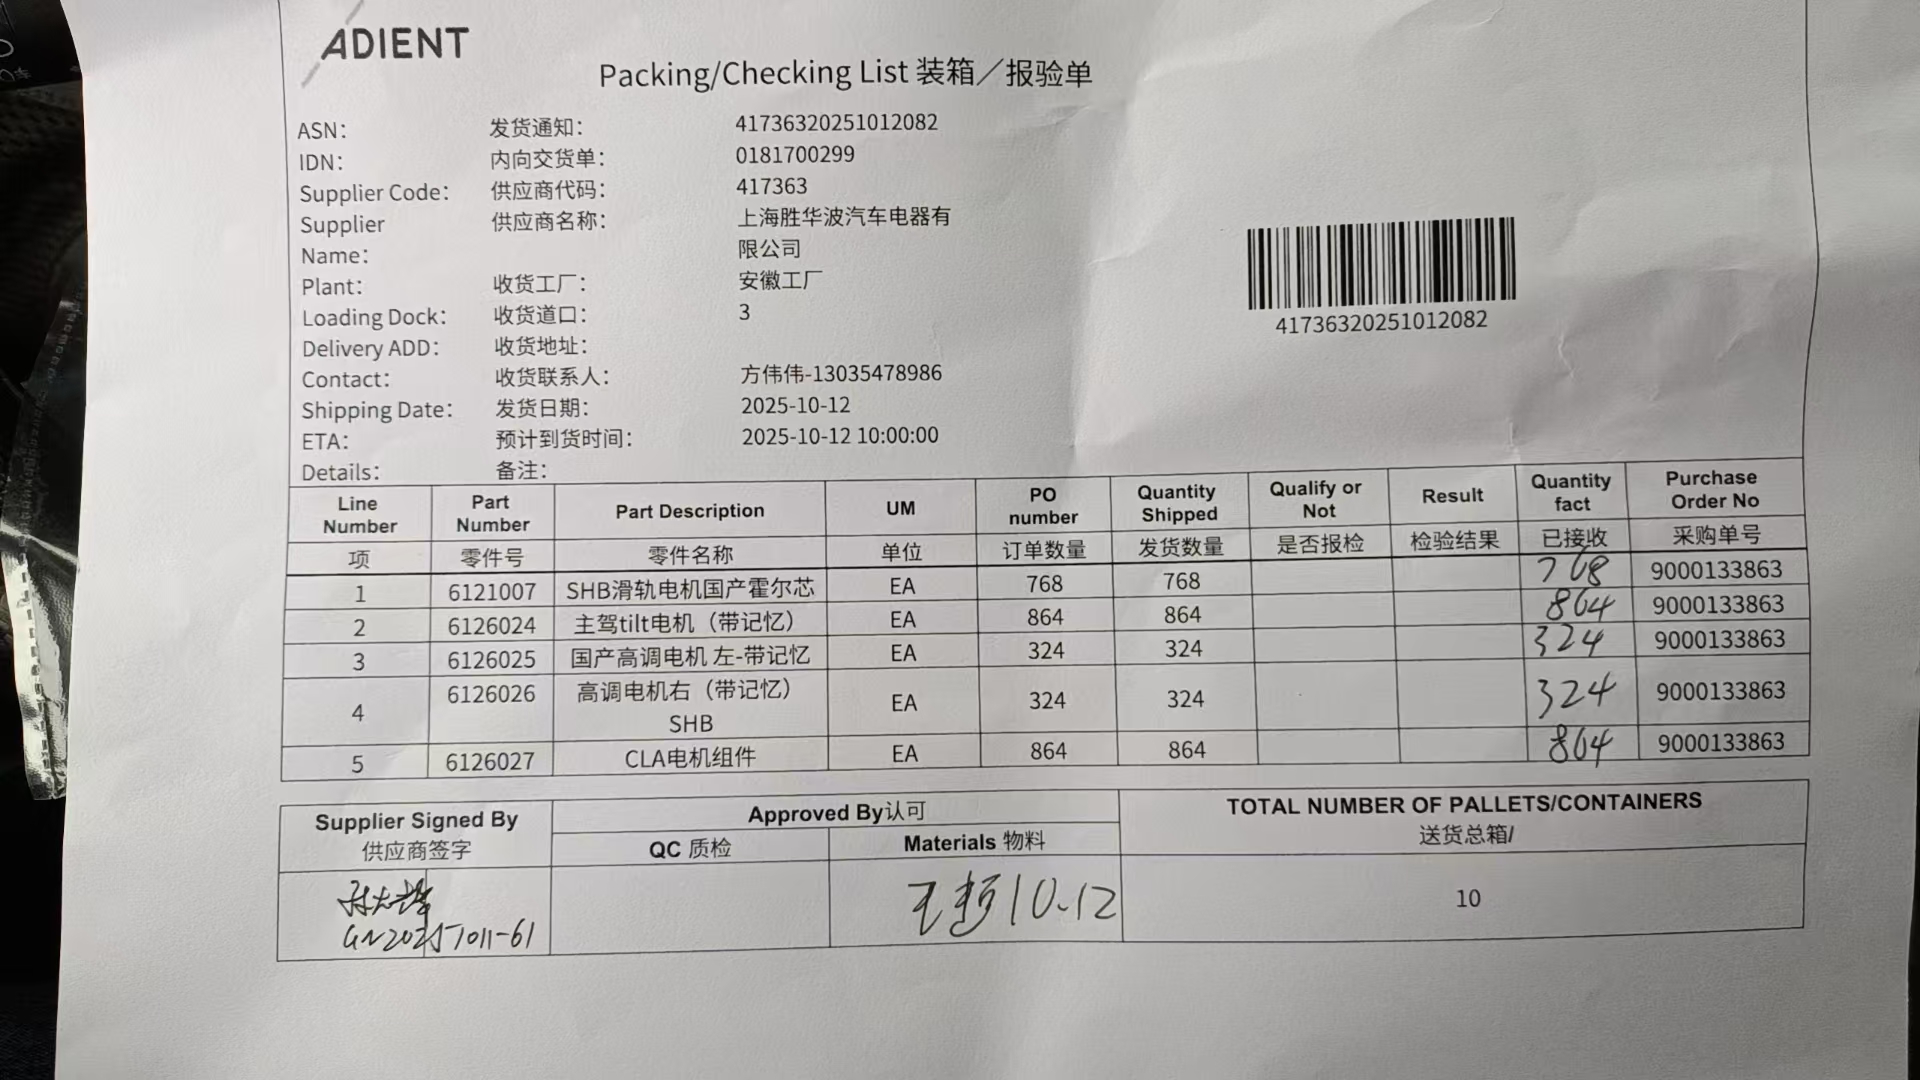 ADIENT
Packing/Checking List 装箱/报验单
ASN: 发货通知: 41736320251012082
IDN: 内向交货单: 0181700299
Supplier Code: 供应商代码: 417363
Supplier 供应商名称: 上海胜华波汽车电器有
Name: 限公司
Plant: 收货工厂: 安徽工厂
Loading Dock: 收货道口: 3
Delivery ADD: 收货地址:
Contact: 收货联系人: 方伟伟-13035478986
Shipping Date: 发货日期: 2025-10-12
ETA: 预计到货时间: 2025-10-12 10:00:00
Details: 备注:
41736320251012082
Line Number Part Number Part Description UM PO number Quantity Shipped Qualify or Not Result Quantity fact Purchase Order No
项 零件号 零件名称 单位 订单数量 发货数量 是否报检 检验结果 已接收 采购单号
1 6121007 SHB滑轨电机国产霍尔芯 EA 768 768 768 9000133863
2 6126024 主驾tilt电机（带记忆） EA 864 864 864 9000133863
3 6126025 国产高调电机 左-带记忆 EA 324 324 324 9000133863
4 6126026 高调电机右（带记忆） SHB EA 324 324 324 9000133863
5 6126027 CLA电机组件 EA 864 864 864 9000133863
Supplier Signed By Approved By认可 TOTAL NUMBER OF PALLETS/CONTAINERS
供应商签字 QC 质检 Materials 物料 送货总箱/
10.12 10